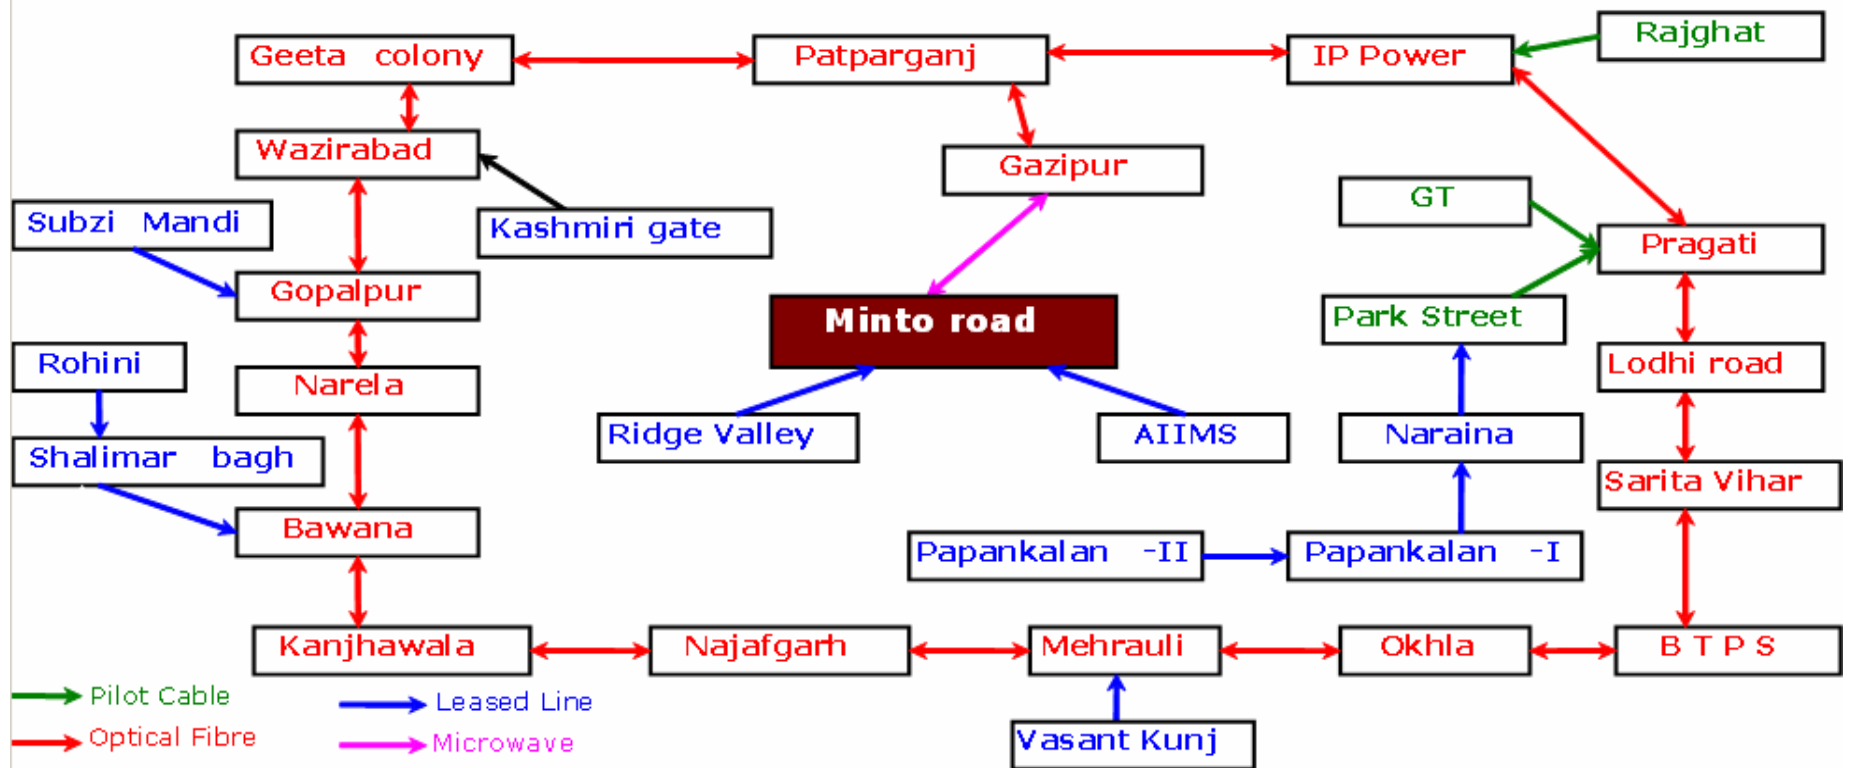 Geeta colony
Patparganj
IP Power
Rajghat
Wazirabad
Gazipur
GT
Subzi Mandi
Kashmiri gate
Pragati
Gopalpur
Minto road
Park Street
Rohini
Narela
Lodhi road
Ridge Valley
AIIMS
Naraina
Shalimar bagh
Sarita Vihar
Bawana
Papankalan -II
Papankalan -I
Kanjhawala
Najafgarh
Mehrauli
Okhla
B T P S
Pilot Cable
Leased Line
Optical Fibre
Microwave
Vasant Kunj